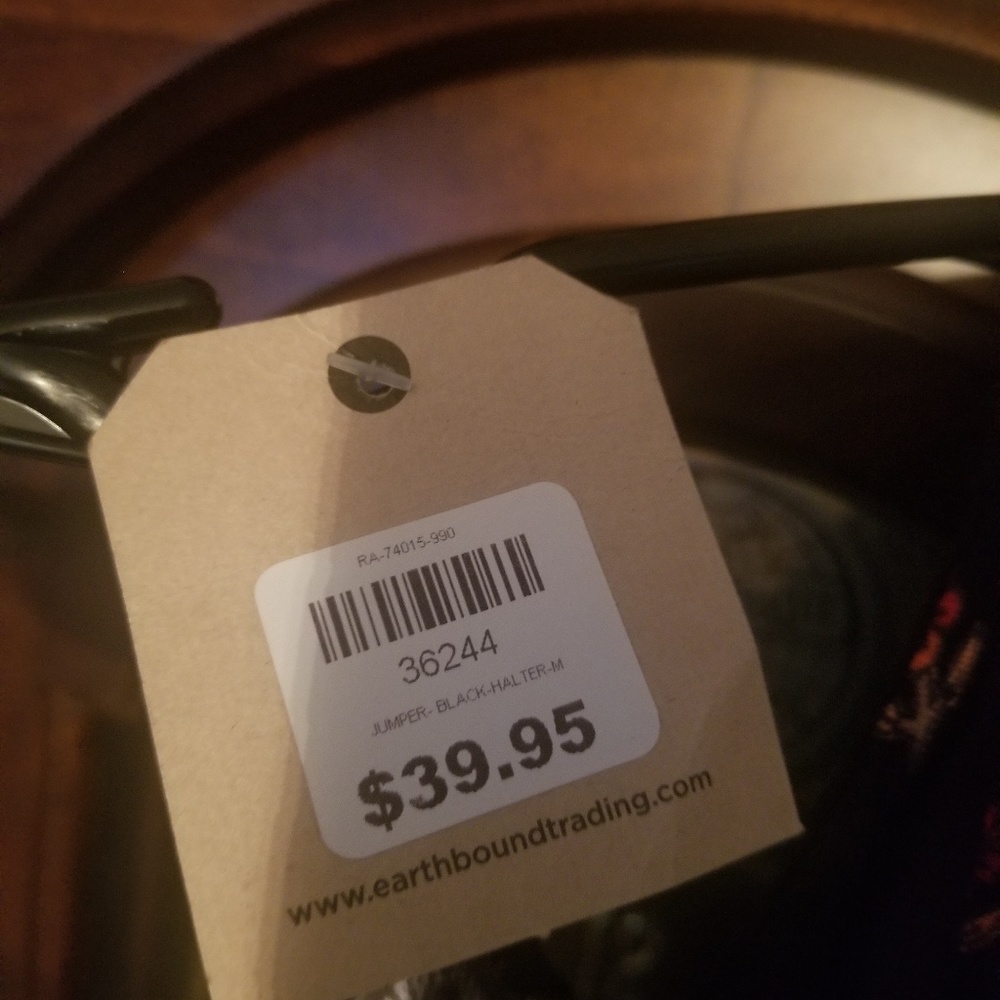 RA-74015-990
36244
JUMPER- BLACK-HALTER-M
$39.95
www.earthboundtrading.com